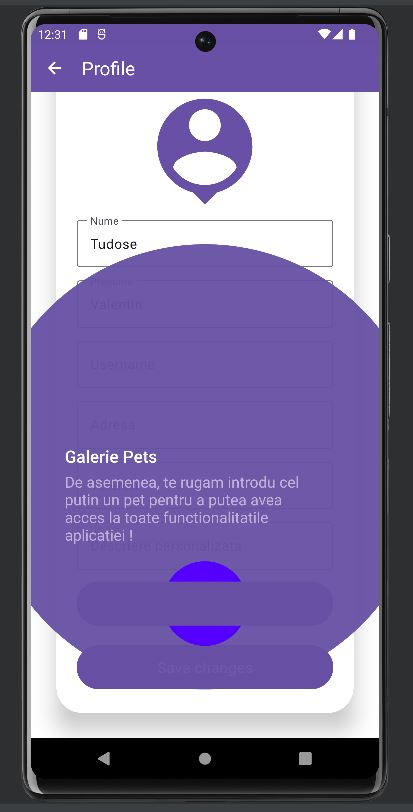 12:31
Profile
Nume
Tudose
Prenume
Valentin
Username
Adresa
Galerie Pets
De asemenea, te rugam introdu cel
putin un pet pentru a putea avea
acces la toate functionalitatile
aplicatiei !
Descriere personalizata
Save changes